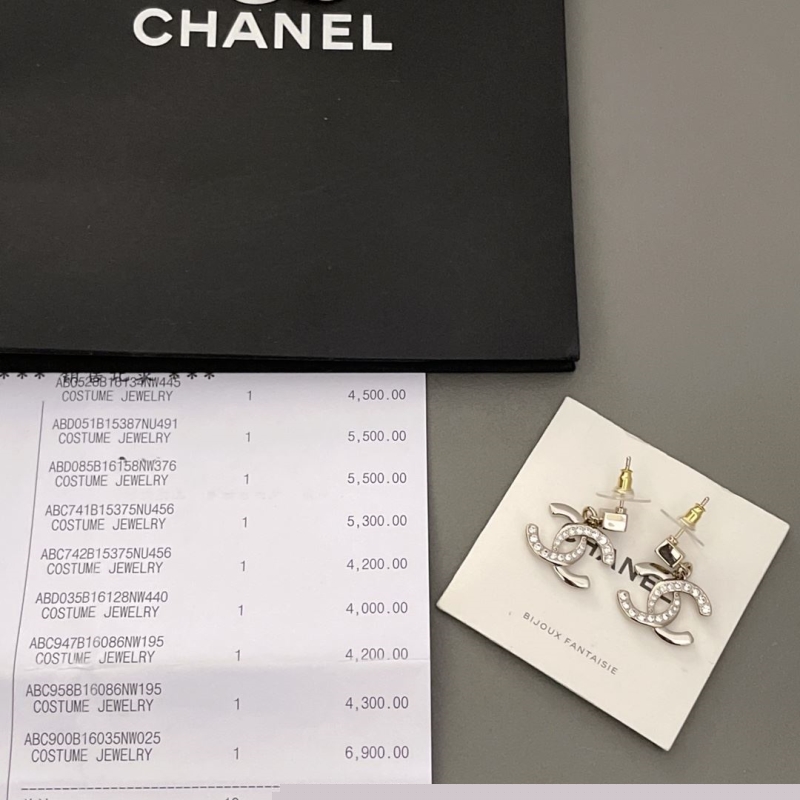 CHANEL
*** ***
COSTUME JEWELRY 1 4,500.00
ABD051B15387NU491
COSTUME JEWELRY 1 5,500.00
ABD085B16158NW376
COSTUME JEWELRY 1 5,500.00
ABC741B15375NU456
COSTUME JEWELRY 1 5,300.00
ABC742B15375NU456
COSTUME JEWELRY 1 4,200.00
ABD035B16128NW440
COSTUME JEWELRY 1 4,000.00
ABC947B16086NW195
COSTUME JEWELRY 1 4,200.00
ABC958B16086NW195
COSTUME JEWELRY 1 4,300.00
ABC900B16035NW025
COSTUME JEWELRY 1 6,900.00
CHANEL
BIJOUX FANTAISIE